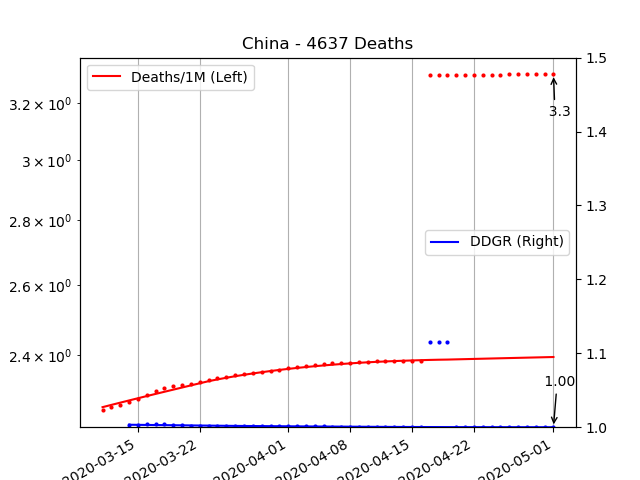 China - 4637 Deaths
Deaths/1M (Left)
3.2 × 10⁰
3 × 10⁰
2.8 × 10⁰
2.6 × 10⁰
2.4 × 10⁰
1.5
1.4
1.3
1.2
1.1
1.0
3.3
DDGR (Right)
1.00
2020-03-15
2020-03-22
2020-04-01
2020-04-08
2020-04-15
2020-04-22
2020-05-01